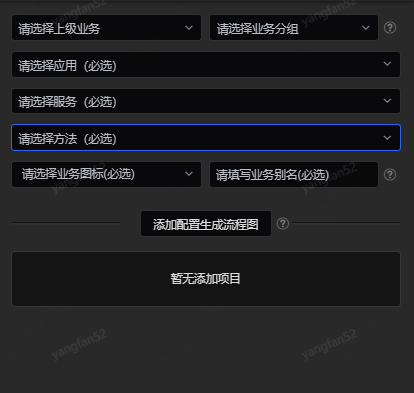 yangfan52 yangfan52
请选择上级业务 请选择业务分组 ?
请选择应用（必选）
请选择服务（必选）
请选择方法（必选）
请选择业务图标(必选) 请填写业务别名(必选) ?
yangfan52 yangfan52
添加配置生成流程图 ?
暂无添加项目
yangfan52 yangfan52